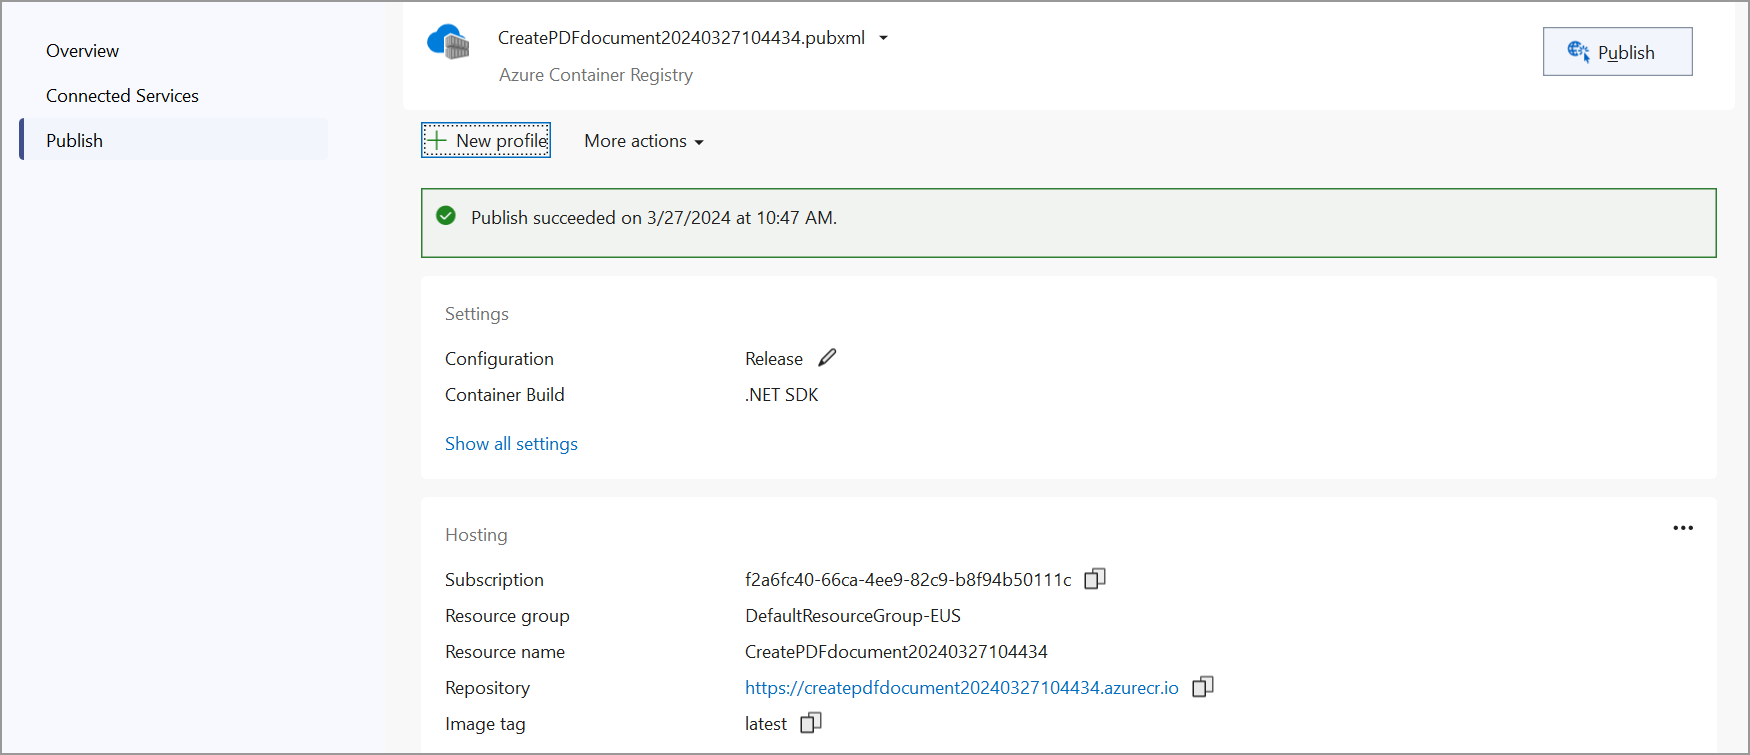 Overview
Connected Services
Publish
CreatePDFdocument20240327104434.pubxml
Azure Container Registry
Publish
New profile
More actions
Publish succeeded on 3/27/2024 at 10:47 AM.
Settings
Configuration Release
Container Build .NET SDK
Show all settings
Hosting
Subscription f2a6fc40-66ca-4ee9-82c9-b8f94b50111c
Resource group DefaultResourceGroup-EUS
Resource name CreatePDFdocument20240327104434
Repository https://createpdfdocument20240327104434.azurecr.io
Image tag latest